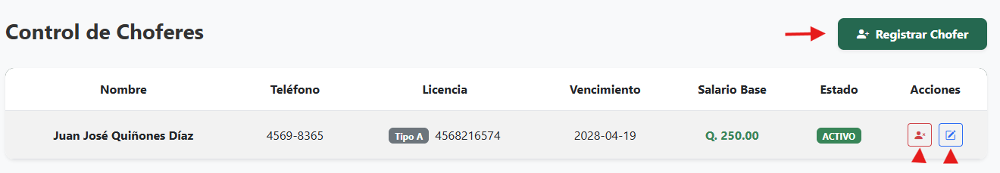 Control de Choferes
Registrar Chofer
Nombre Teléfono Licencia Vencimiento Salario Base Estado Acciones
Juan José Quiñones Díaz 4569-8365 Tipo A 4568216574 2028-04-19 Q. 250.00 ACTIVO